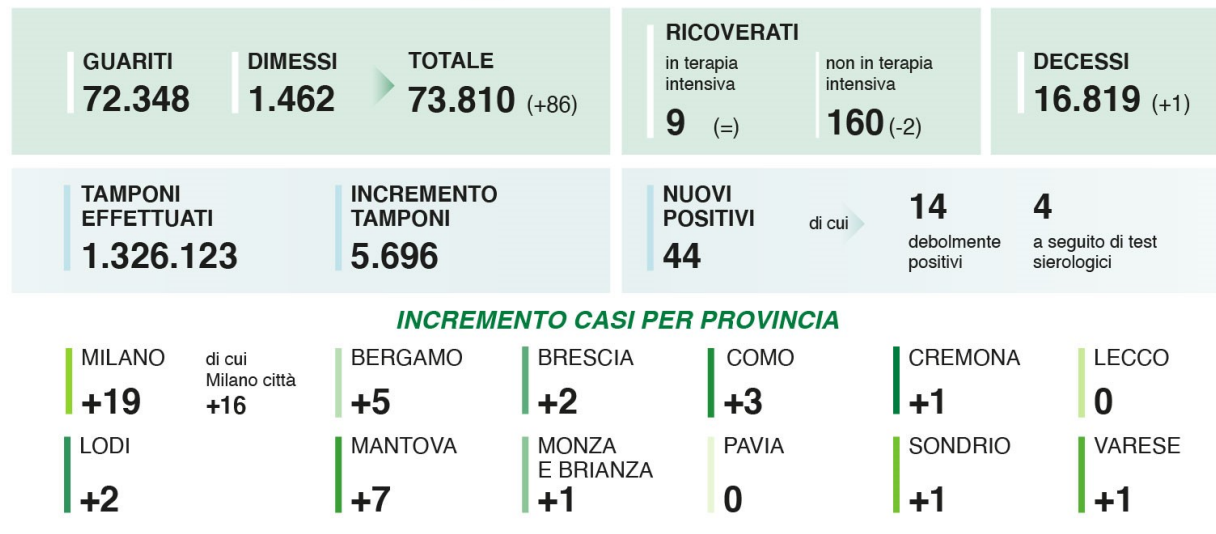 GUARITI
72.348
DIMESSI
1.462
TOTALE
73.810 (+86)
RICOVERATI
in terapia
intensiva
9 (=)
non in terapia
intensiva
160 (-2)
DECESSI
16.819 (+1)
TAMPONI
EFFETTUATI
1.326.123
INCREMENTO
TAMPONI
5.696
NUOVI
POSITIVI
44
di cui
14
debolmente
positivi
4
a seguito di test
sierologici
INCREMENTO CASI PER PROVINCIA
MILANO
+19
di cui
Milano città
+16
BERGAMO
+5
BRESCIA
+2
COMO
+3
CREMONA
+1
LECCO
0
LODI
+2
MANTOVA
+7
MONZA
E BRIANZA
+1
PAVIA
0
SONDRIO
+1
VARESE
+1